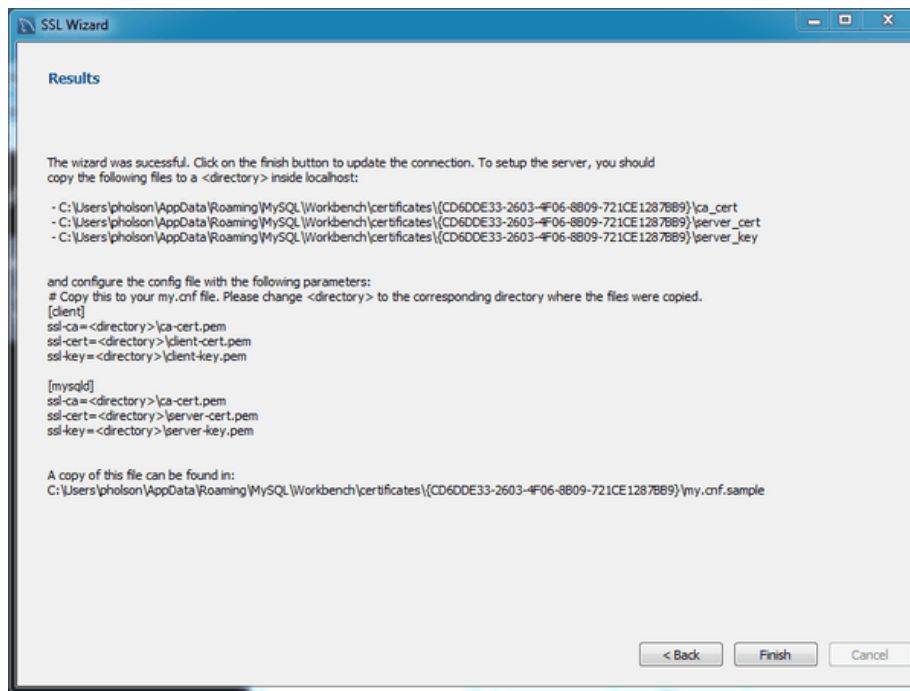 SSL Wizard
Results
The wizard was sucessful. Click on the finish button to update the connection. To setup the server, you should
copy the following files to a <directory> inside localhost:
- C:\Users\pholson\AppData\Roaming\MySQL\Workbench\certificates\{CD6DDE33-2603-4F06-8B09-721CE1287BB9}\ca_cert
- C:\Users\pholson\AppData\Roaming\MySQL\Workbench\certificates\{CD6DDE33-2603-4F06-8B09-721CE1287BB9}\server_cert
- C:\Users\pholson\AppData\Roaming\MySQL\Workbench\certificates\{CD6DDE33-2603-4F06-8B09-721CE1287BB9}\server_key
and configure the config file with the following parameters:
# Copy this to your my.cnf file. Please change <directory> to the corresponding directory where the files were copied.
[client]
ssl-ca=<directory>\ca-cert.pem
ssl-cert=<directory>\client-cert.pem
ssl-key=<directory>\client-key.pem
[mysqld]
ssl-ca=<directory>\ca-cert.pem
ssl-cert=<directory>\server-cert.pem
ssl-key=<directory>\server-key.pem
A copy of this file can be found in:
C:\Users\pholson\AppData\Roaming\MySQL\Workbench\certificates\{CD6DDE33-2603-4F06-8B09-721CE1287BB9}\my.cnf.sample
< Back Finish Cancel